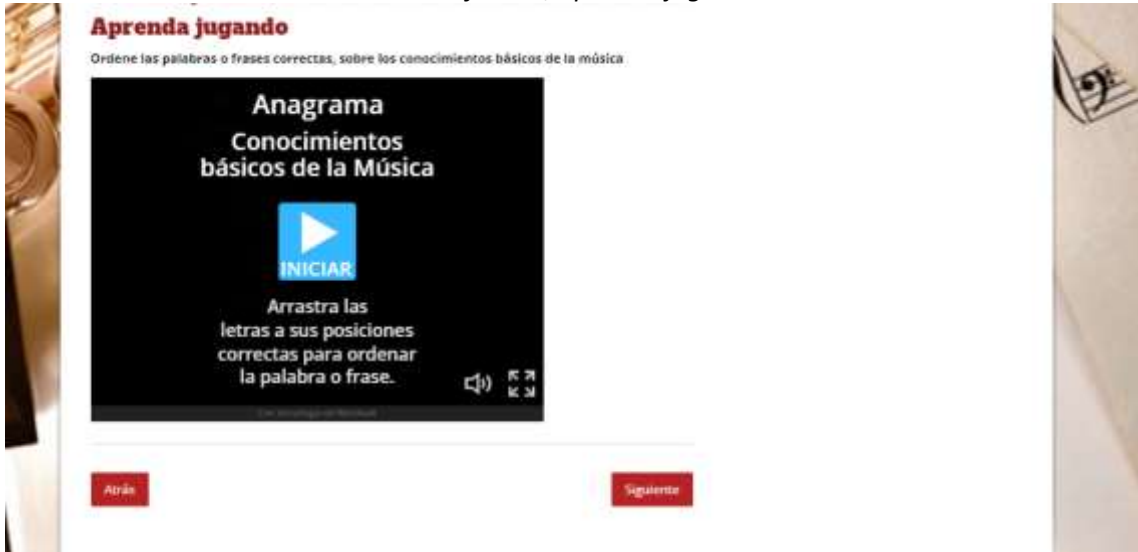 Aprenda jugando
Ordene las palabras o frases correctas, sobre los conocimientos básicos de la música
Anagrama
Conocimientos
básicos de la Música
INICIAR
Arrastra las
letras a sus posiciones
correctas para ordenar
la palabra o frase.
Atrás
Siguiente